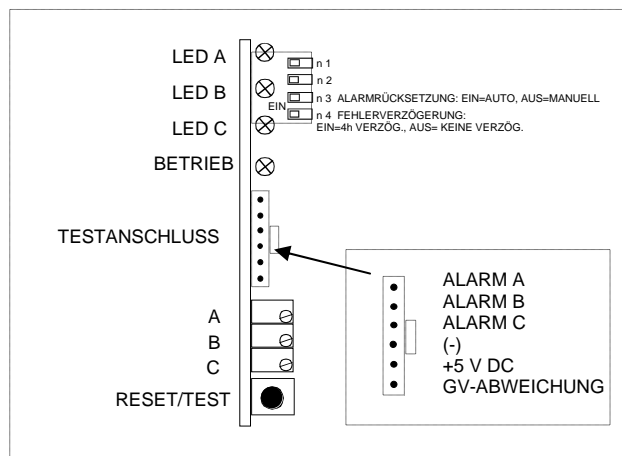 LED A
n 1
n 2
LED B
EIN
n 3 ALARMRÜCKSETZUNG: EIN=AUTO, AUS=MANUELL
n 4 FEHLERVERZÖGERUNG:
EIN=4h VERZÖG., AUS= KEINE VERZÖG.
LED C
BETRIEB
TESTANSCHLUSS
A
B
C
RESET/TEST
ALARM A
ALARM B
ALARM C
(-)
+5 V DC
GV-ABWEICHUNG